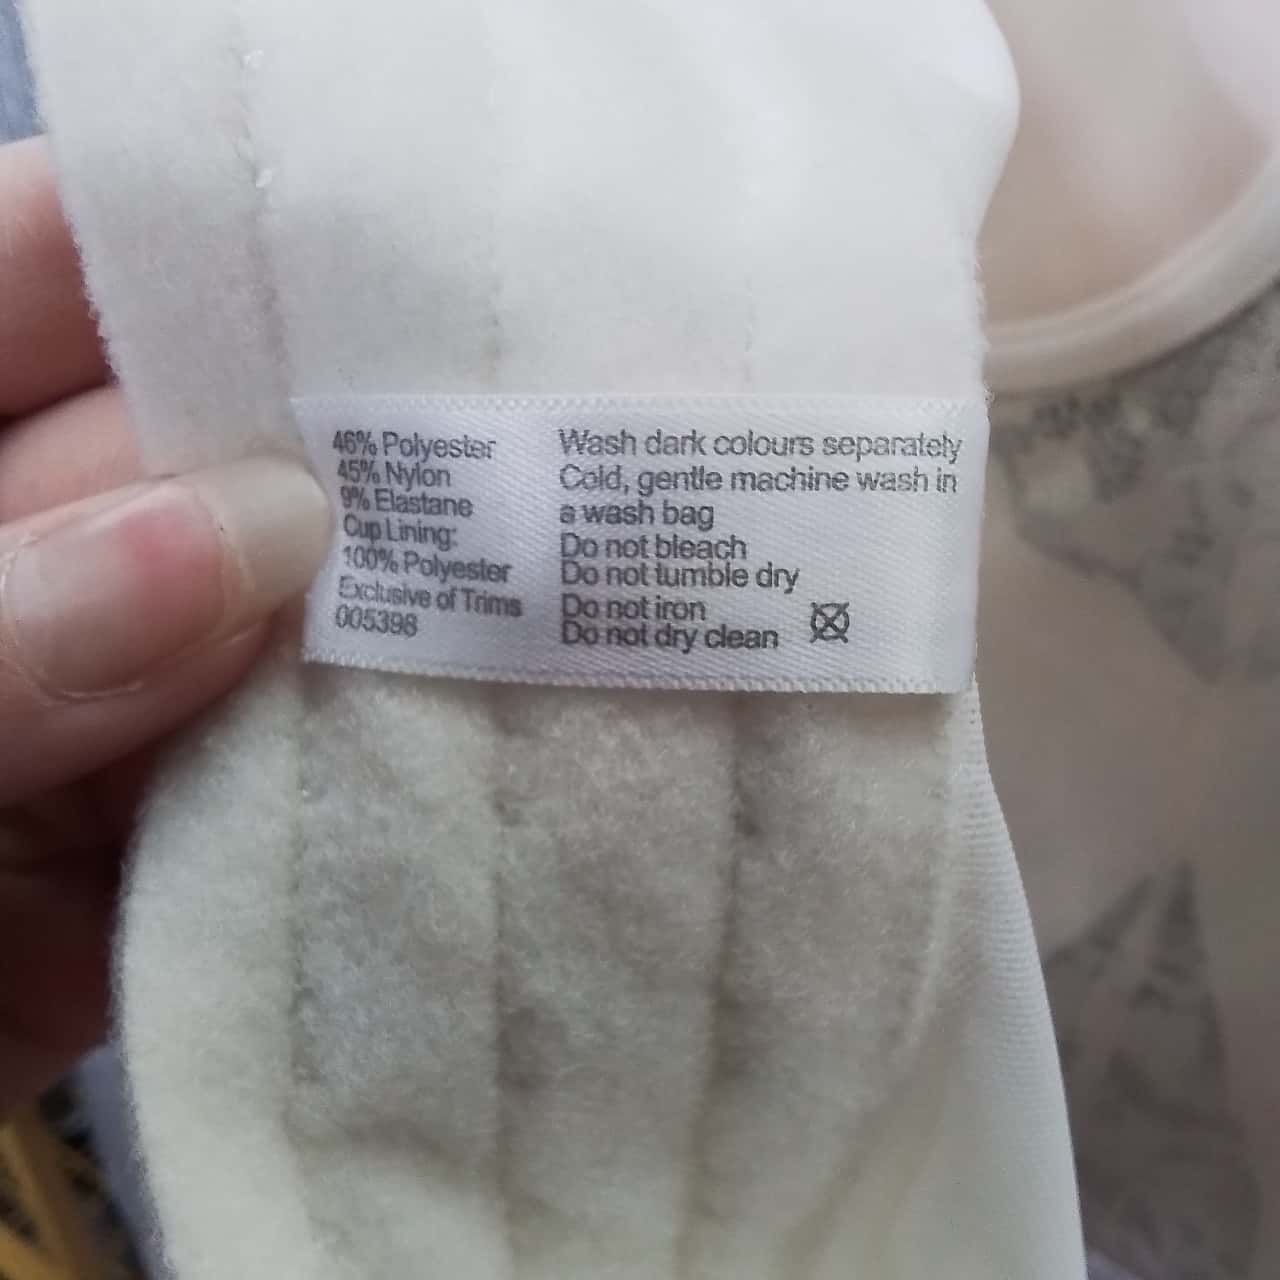 46% Polyester
45% Nylon
9% Elastane
Cup Lining:
100% Polyester
Exclusive of Trims
005398
Wash dark colours separately
Cold, gentle machine wash in
a wash bag
Do not bleach
Do not tumble dry
Do not iron
Do not dry clean